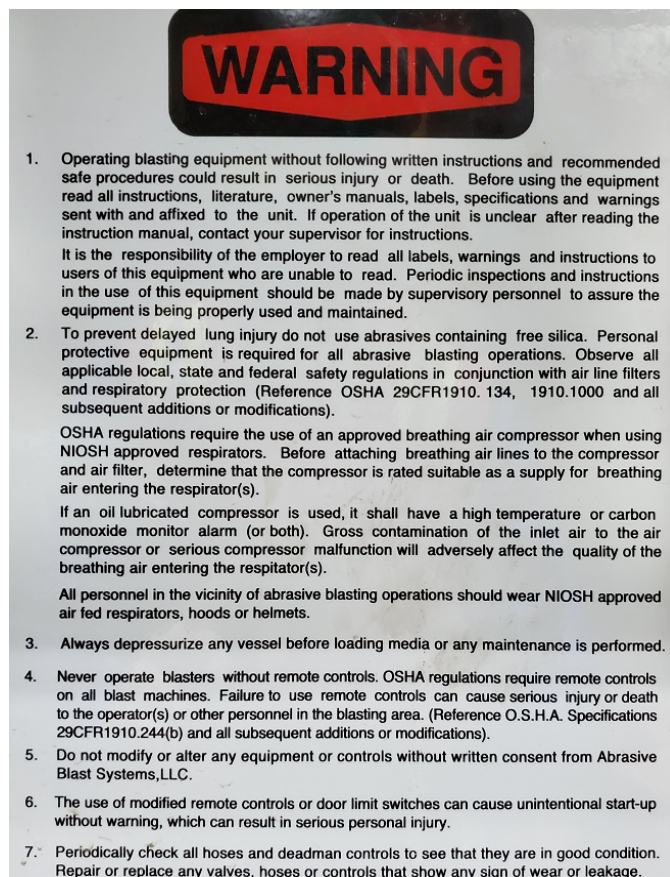 WARNING
1. Operating blasting equipment without following written instructions and recommended
safe procedures could result in serious injury or death. Before using the equipment
read all instructions, literature, owner's manuals, labels, specifications and warnings
sent with and affixed to the unit. If operation of the unit is unclear after reading the
instruction manual, contact your supervisor for instructions.
It is the responsibility of the employer to read all labels, warnings and instructions to
users of this equipment who are unable to read. Periodic inspections and instructions
in the use of this equipment should be made by supervisory personnel to assure the
equipment is being properly used and maintained.
2. To prevent delayed lung injury do not use abrasives containing free silica. Personal
protective equipment is required for all abrasive blasting operations. Observe all
applicable local, state and federal safety regulations in conjunction with air line filters
and respiratory protection (Reference OSHA 29CFR1910. 134, 1910.1000 and all
subsequent additions or modifications).
OSHA regulations require the use of an approved breathing air compressor when using
NIOSH approved respirators. Before attaching breathing air lines to the compressor
and air filter, determine that the compressor is rated suitable as a supply for breathing
air entering the respirator(s).
If an oil lubricated compressor is used, it shall have a high temperature or carbon
monoxide monitor alarm (or both). Gross contamination of the inlet air to the air
compressor or serious compressor malfunction will adversely affect the quality of the
breathing air entering the respitator(s).
All personnel in the vicinity of abrasive blasting operations should wear NIOSH approved
air fed respirators, hoods or helmets.
3. Always depressurize any vessel before loading media or any maintenance is performed.
4. Never operate blasters without remote controls. OSHA regulations require remote controls
on all blast machines. Failure to use remote controls can cause serious injury or death
to the operator(s) or other personnel in the blasting area. (Reference O.S.H.A. Specifications
29CFR1910.244(b) and all subsequent additions or modifications).
5. Do not modify or alter any equipment or controls without written consent from Abrasive
Blast Systems,LLC.
6. The use of modified remote controls or door limit switches can cause unintentional start-up
without warning, which can result in serious personal injury.
7. Periodically check all hoses and deadman controls to see that they are in good condition.
Repair or replace any valves, hoses or controls that show any sign of wear or leakage.